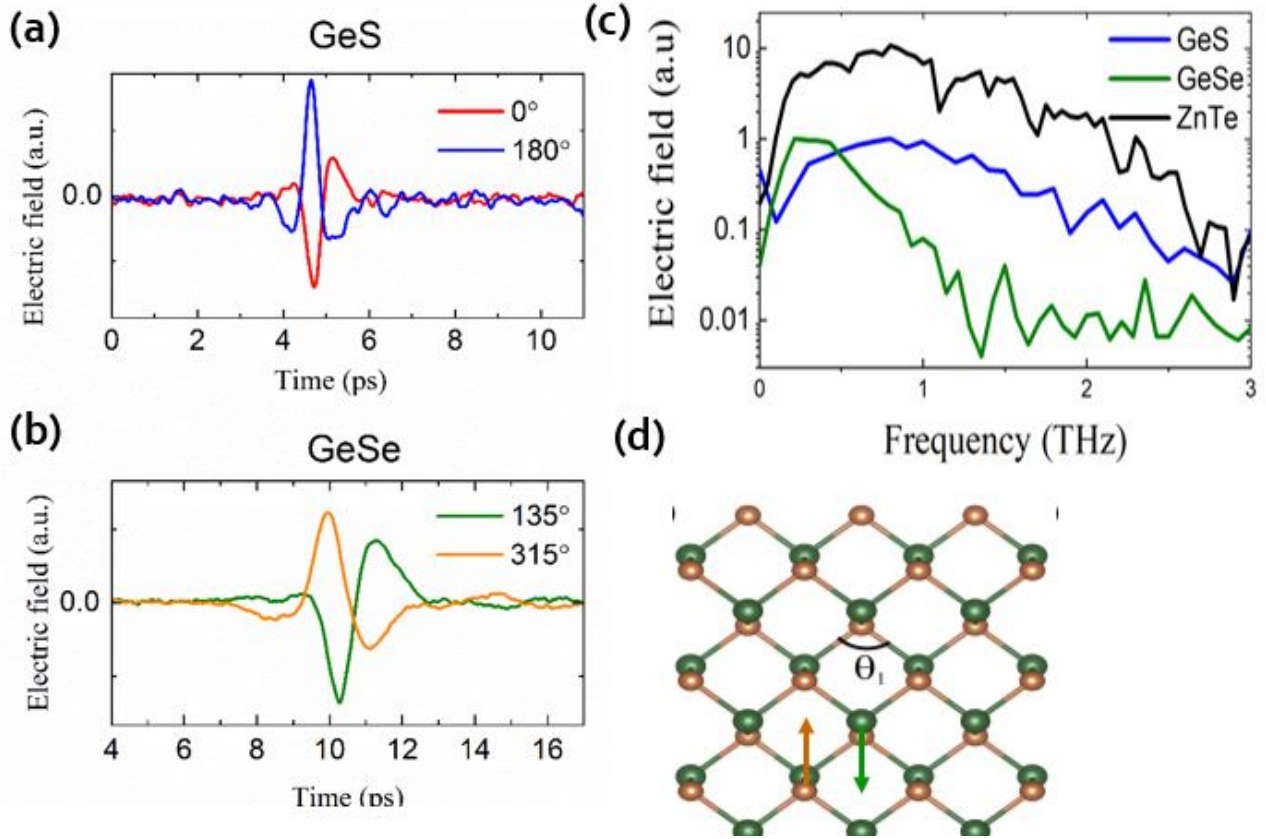 (a)
GeS
Electric field (a.u.)
0.0
0°
180°
0 2 4 6 8 10
Time (ps)
(b)
GeSe
Electric field (a.u.)
0.0
135°
315°
4 6 8 10 12 14 16
Time (ps)
(c)
Electric field (a.u)
10
1
0.1
0.01
GeS
GeSe
ZnTe
0 1 2 3
Frequency (THz)
(d)
Θ₁